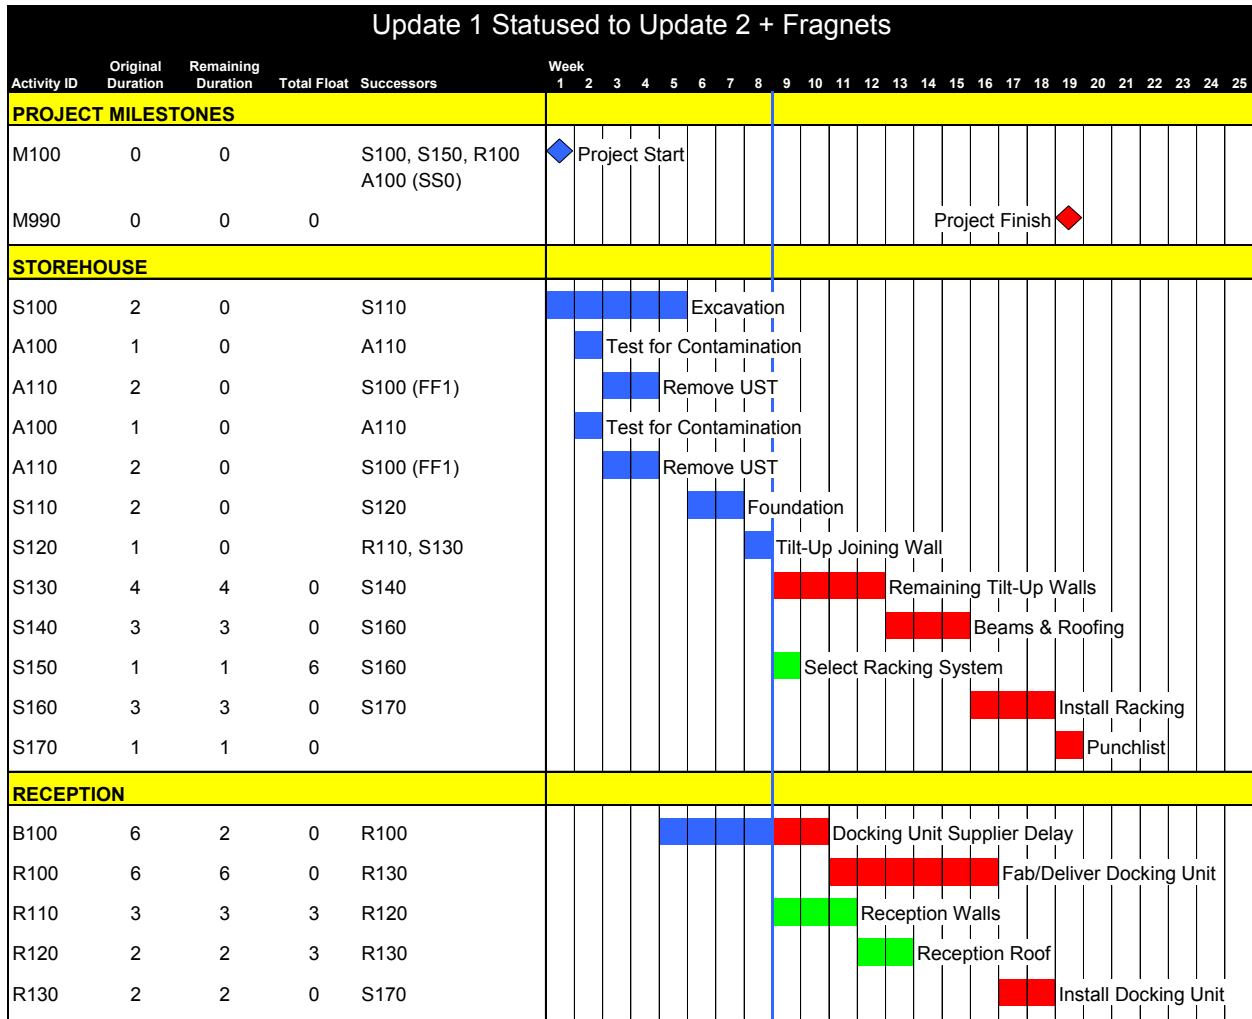 Update 1 Statused to Update 2 + Fragnets
Original Remaining Week
Activity ID Duration Duration Total Float Successors 1 2 3 4 5 6 7 8 9 10 11 12 13 14 15 16 17 18 19 20 21 22 23 24 25
PROJECT MILESTONES
M100 0 0 S100, S150, R100 Project Start
A100 (SS0)
M990 0 0 0 Project Finish
STOREHOUSE
S100 2 0 S110 Excavation
A100 1 0 A110 Test for Contamination
A110 2 0 S100 (FF1) Remove UST
A100 1 0 A110 Test for Contamination
A110 2 0 S100 (FF1) Remove UST
S110 2 0 S120 Foundation
S120 1 0 R110, S130 Tilt-Up Joining Wall
S130 4 4 0 S140 Remaining Tilt-Up Walls
S140 3 3 0 S160 Beams & Roofing
S150 1 1 6 S160 Select Racking System
S160 3 3 0 S170 Install Racking
S170 1 1 0 Punchlist
RECEPTION
B100 6 2 0 R100 Docking Unit Supplier Delay
R100 6 6 0 R130 Fab/Deliver Docking Unit
R110 3 3 3 R120 Reception Walls
R120 2 2 3 R130 Reception Roof
R130 2 2 0 S170 Install Docking Unit